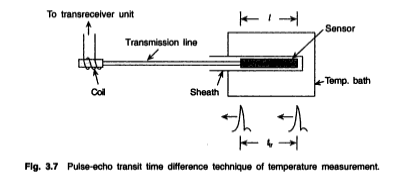 To transreceiver unit
l
Sensor
Transmission line
Coil
Sheath
Temp. bath
Fig. 3.7 Pulse-echo transit time difference technique of temperature measurement.